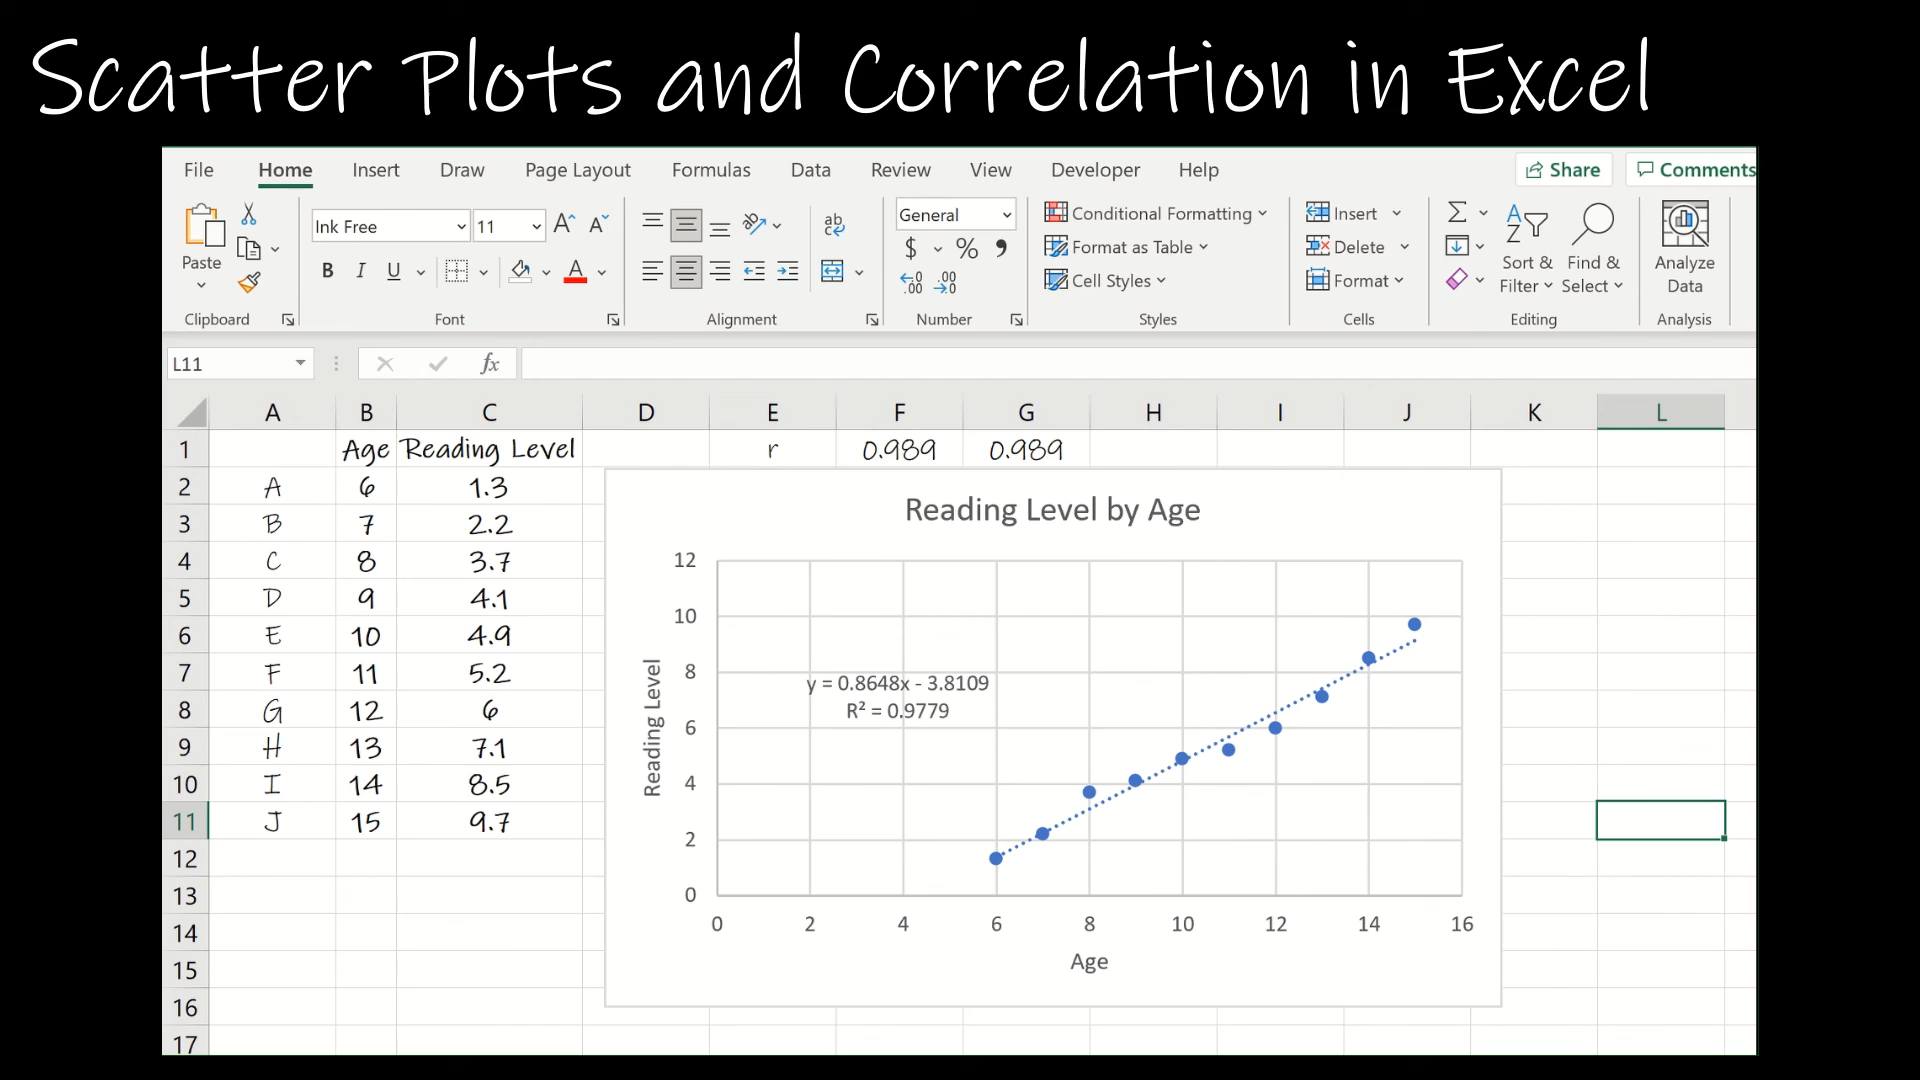 Scatter Plots and Correlation in Excel
File Home Insert Draw Page Layout Formulas Data Review View Developer Help Share Comments
Paste
Clipboard
Ink Free 11 A A
B I U A
Font
ab
ab
c
Alignment
General
$ % ,
.00 .0
.00 .00
Number
Conditional Formatting
Format as Table
Cell Styles
Styles
Insert
Delete
Format
Cells
Σ
A
Z
Sort & Filter
Find & Select
Editing
Analyze Data
Analysis
L11 fx
A B C D E F G H I J K L
1 Age Reading Level r 0.989 0.989
2 A 6 1.3
3 B 7 2.2
4 C 8 3.7
5 D 9 4.1
6 E 10 4.9
7 F 11 5.2
8 G 12 6
9 H 13 7.1
10 I 14 8.5
11 J 15 9.7
12
13
14
15
16
17
Reading Level by Age
12
10
8
6
4
2
0
Reading Level
y = 0.8648x - 3.8109
R² = 0.9779
0 2 4 6 8 10 12 14 16
Age